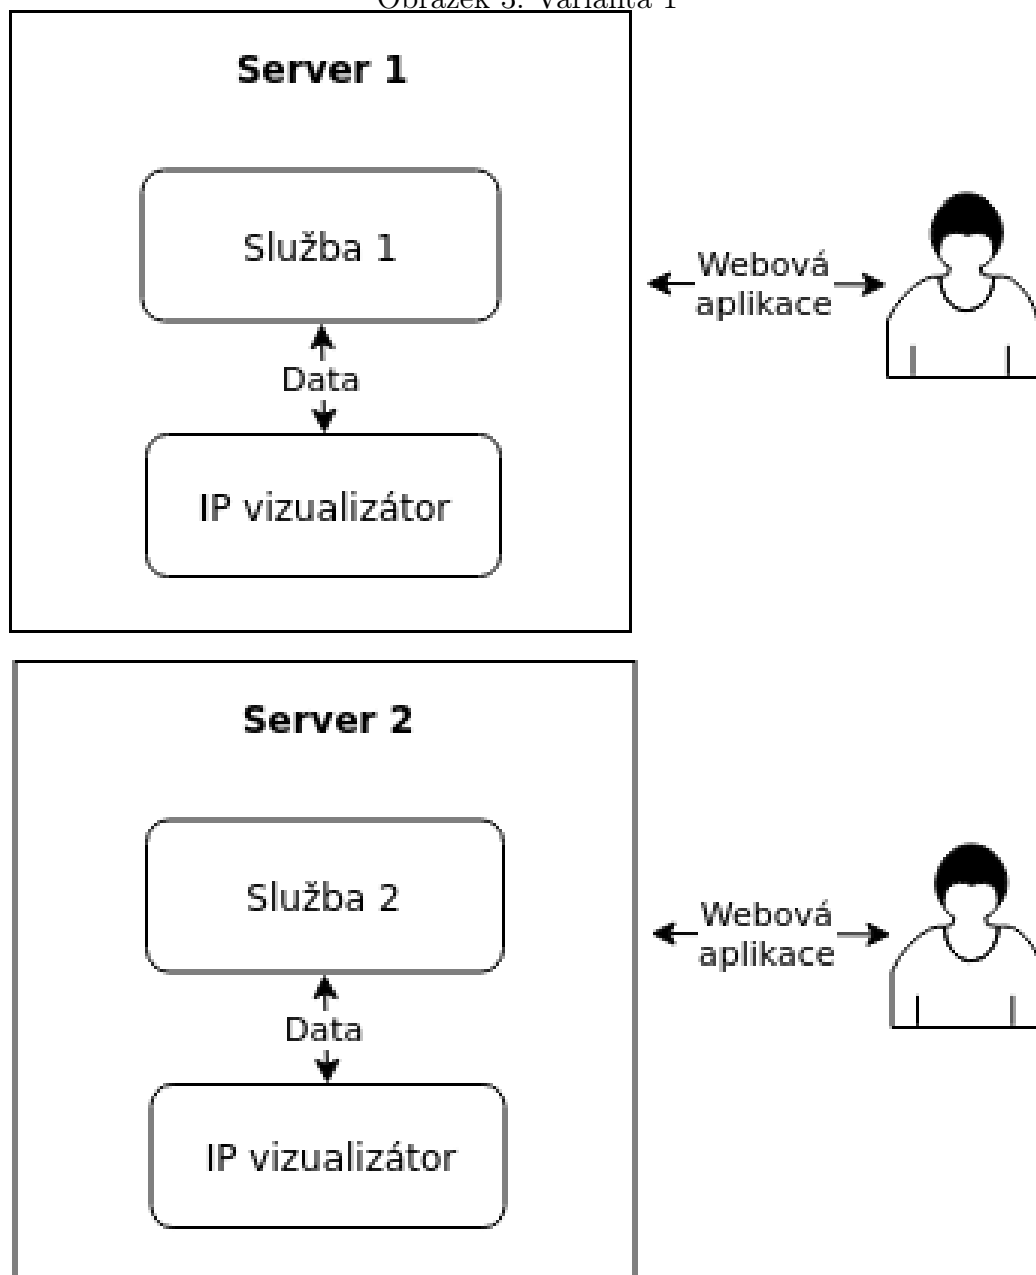 Obrázek 3: Varianta 1
Server 1
Služba 1
Webová
aplikace
Data
IP vizualizátor
Server 2
Služba 2
Webová
aplikace
Data
IP vizualizátor